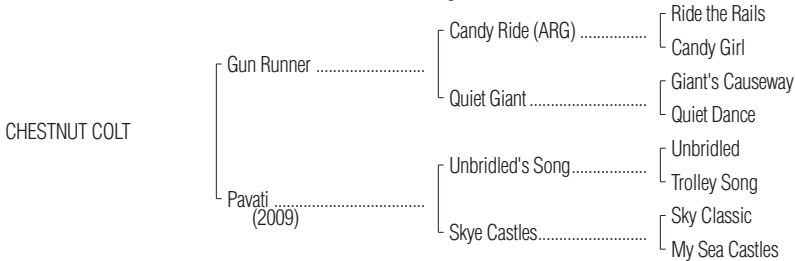 Ride the Rails
Candy Ride (ARG) ................
Candy Girl
Gun Runner ..........................
Giant's Causeway
Quiet Giant ............................
Quiet Dance
CHESTNUT COLT
Unbridled
Unbridled's Song..................
Trolley Song
Pavati ....................................
(2009)
Sky Classic
Skye Castles..........................
My Sea Castles